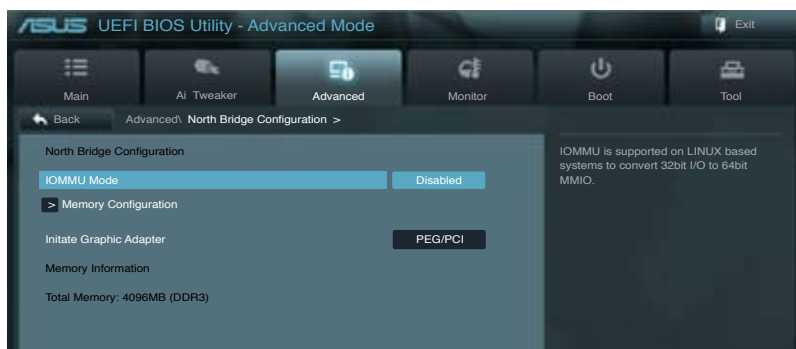 ASUS UEFI BIOS Utility - Advanced Mode
Exit
Main
Ai Tweaker
Advanced
Monitor
Boot
Tool
Back
Advanced\ North Bridge Configuration >
North Bridge Configuration
IOMMU Mode Disabled
> Memory Configuration
Initate Graphic Adapter PEG/PCI
Memory Information
Total Memory: 4096MB (DDR3)
IOMMU is supported on LINUX based
systems to convert 32bit I/O to 64bit
MMIO.